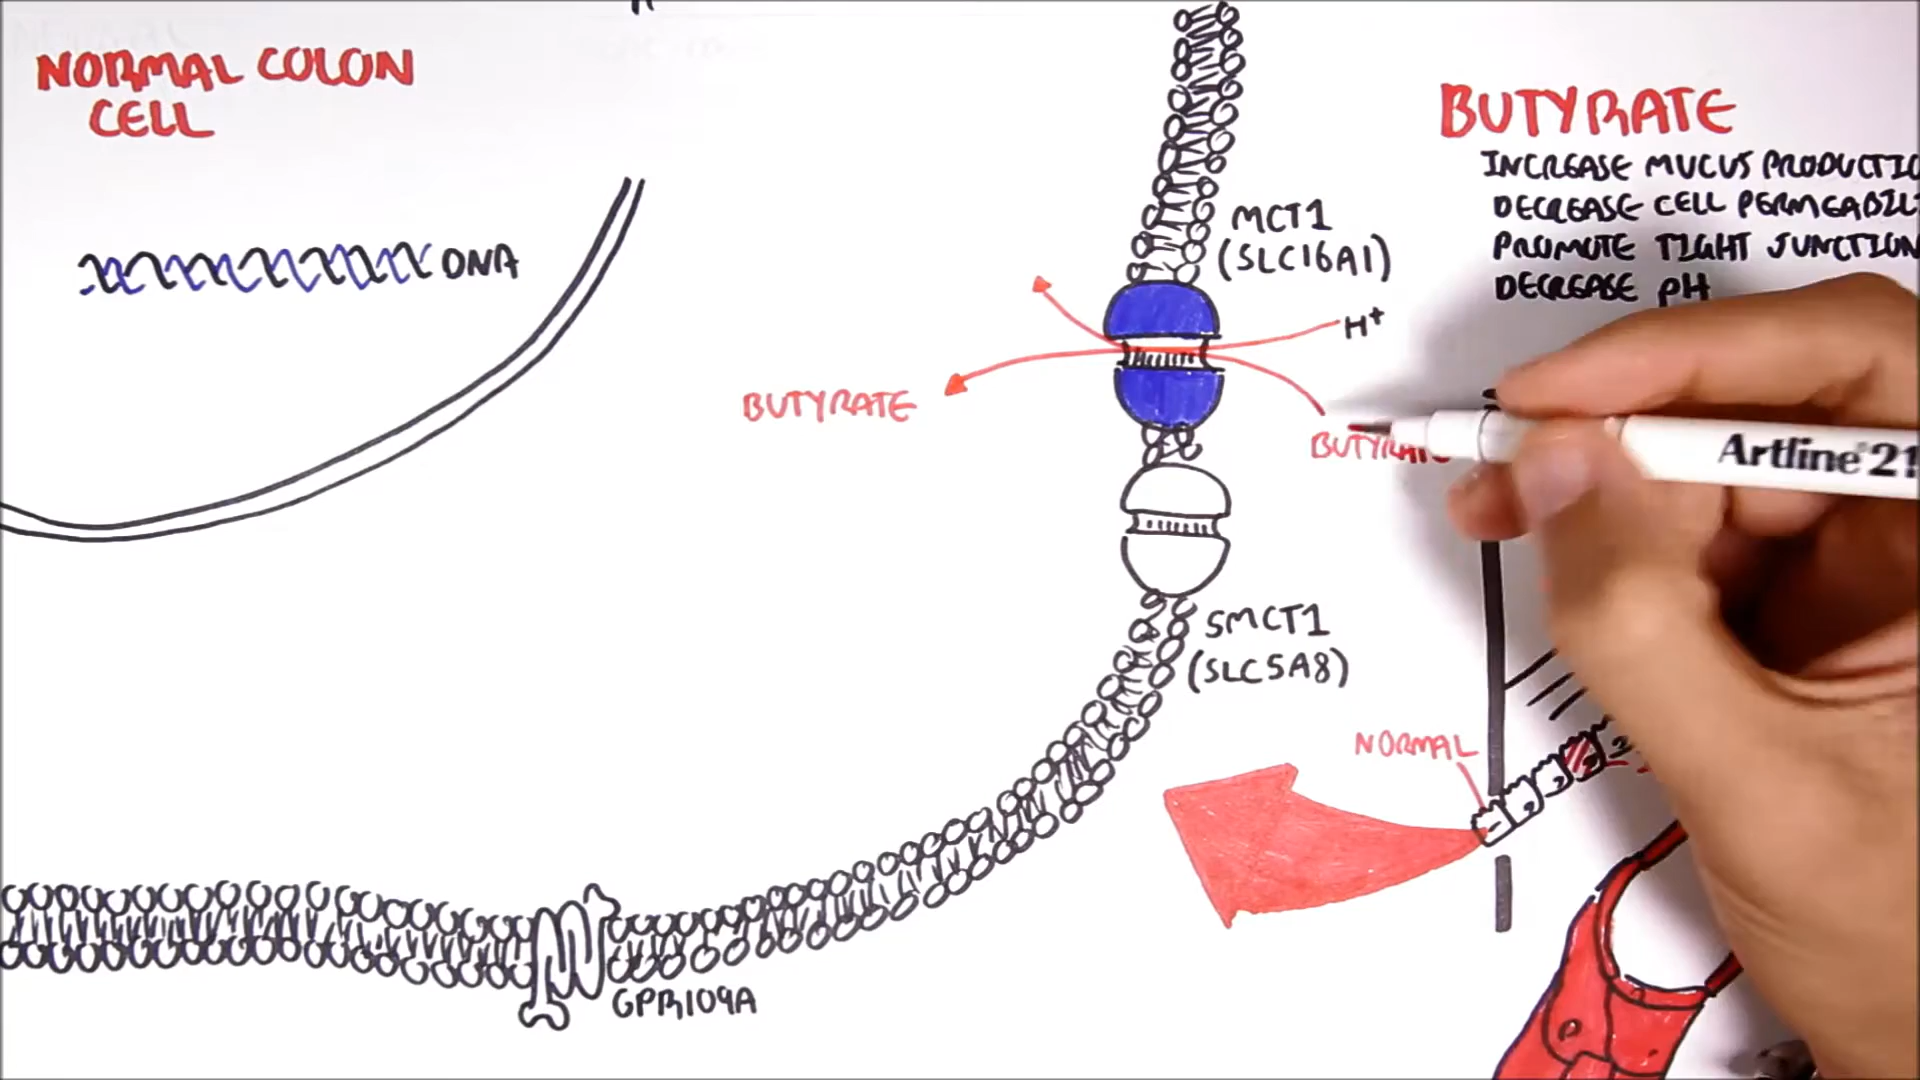 NORMAL COLON
CELL
DNA
BUTYRATE
MCT1
(SLC16A1)
H+
SMCT1
(SLC5A8)
GPR109A
NORMAL
BUTYRATE
INCREASE MUCUS
DECREASE CELL
PROMOTE TIGHT JUNCTION
DECREASE pH
Artline